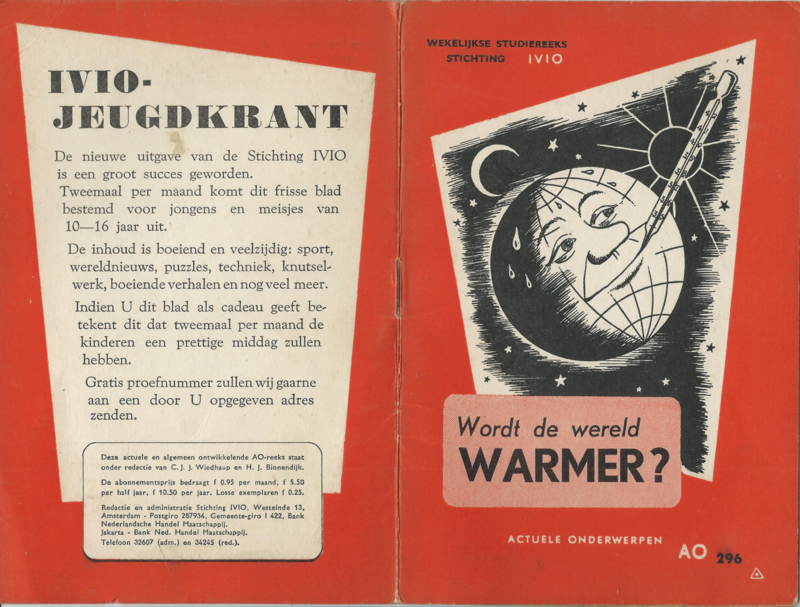 IVIO-
JEUGDKRANT
De nieuwe uitgave van de Stichting IVIO
is een groot succes geworden.
Tweemaal per maand komt dit frisse blad
bestemd voor jongens en meisjes van
10—16 jaar uit.
De inhoud is boeiend en veelzijdig: sport,
wereldnieuws, puzzles, techniek, knutsel-
werk, boeiende verhalen en nog veel meer.
Indien U dit blad als cadeau geeft be-
tekent dit dat tweemaal per maand de
kinderen een prettige middag zullen
hebben.
Gratis proefnummer zullen wij gaarne
aan een door U opgegeven adres
zenden.
Deze actuele en algemeen ontwikkelende AO-reeks staat
onder redactie van C. J. J. Wiedhaup en H. J. Binnendijk.
De abonnementsprijs bedraagt f 0.95 per maand, f 5.50
per half jaar, f 10.50 per jaar. Losse exemplaren f 0.25.
Redactie en administratie Stichting IVIO, Westeinde 13,
Amsterdam - Postgiro 287934, Gemeente-giro I 422, Bank
Nederlandsche Handel Maatschappij.
Jakarta - Bank Ned. Handel Maatschappij.
Telefoon 32607 (adm.) en 34245 (red.).
WEKELIJKSE STUDIEREEKS
STICHTING IVIO
Wordt de wereld
WARMER?
ACTUELE ONDERWERPEN AO 296